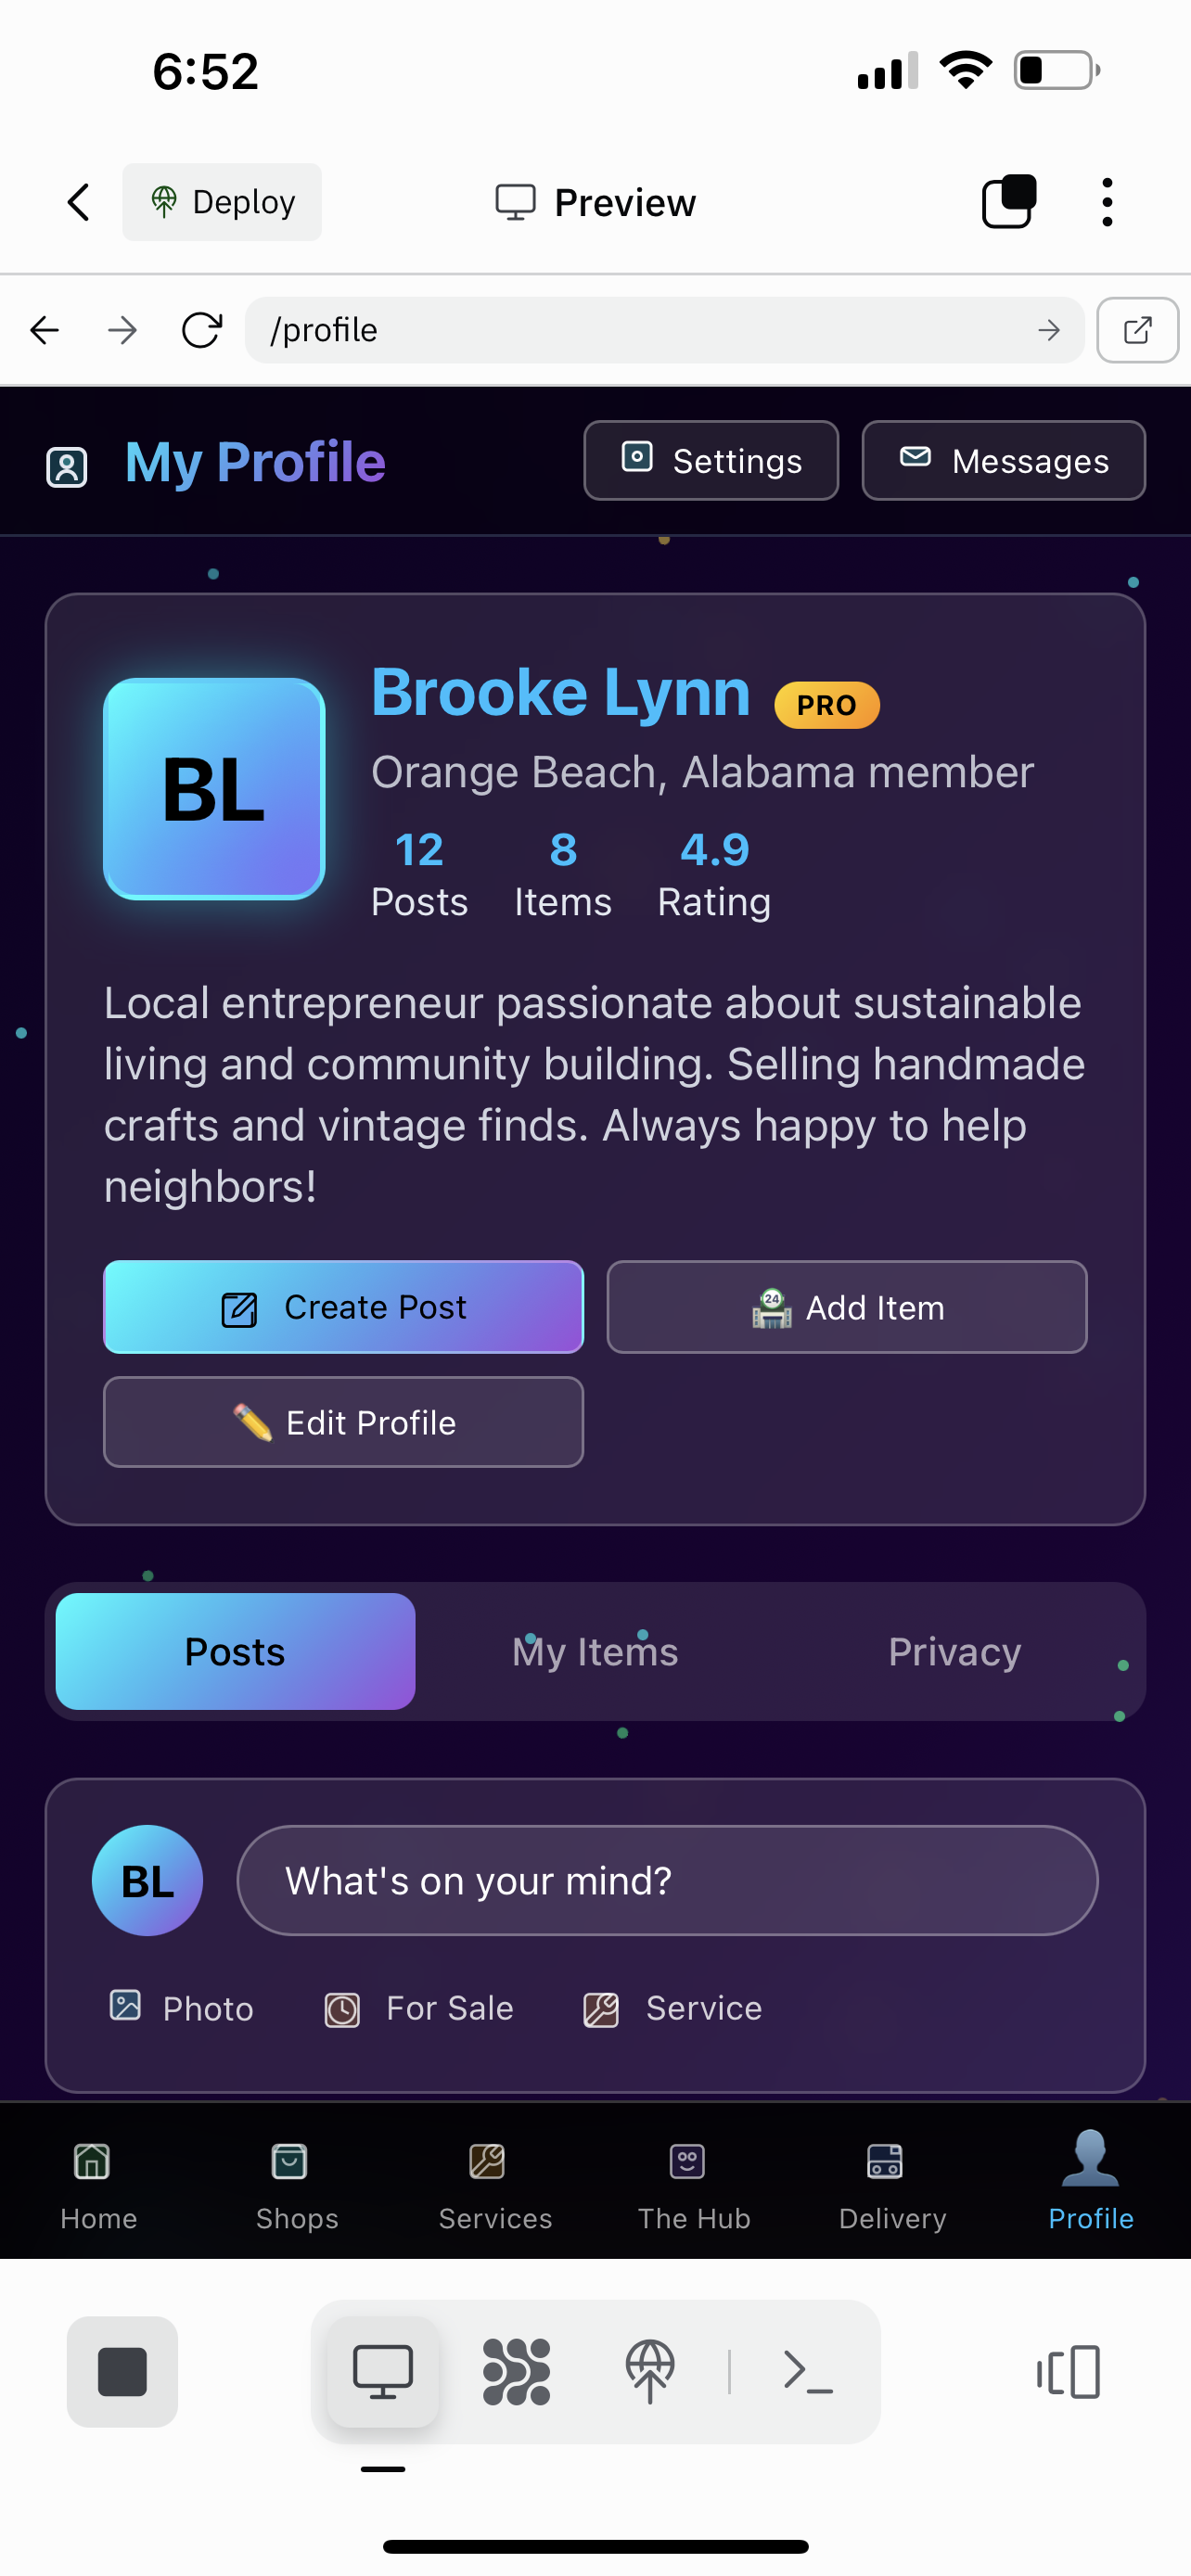 6:52
Deploy
Preview
/profile
My Profile
Settings
Messages
BL
Brooke Lynn PRO
Orange Beach, Alabama member
12 8 4.9
Posts Items Rating
Local entrepreneur passionate about sustainable
living and community building. Selling handmade
crafts and vintage finds. Always happy to help
neighbors!
Create Post
24 Add Item
Edit Profile
Posts My Items Privacy
BL What's on your mind?
Photo For Sale Service
Home Shops Services The Hub Delivery Profile